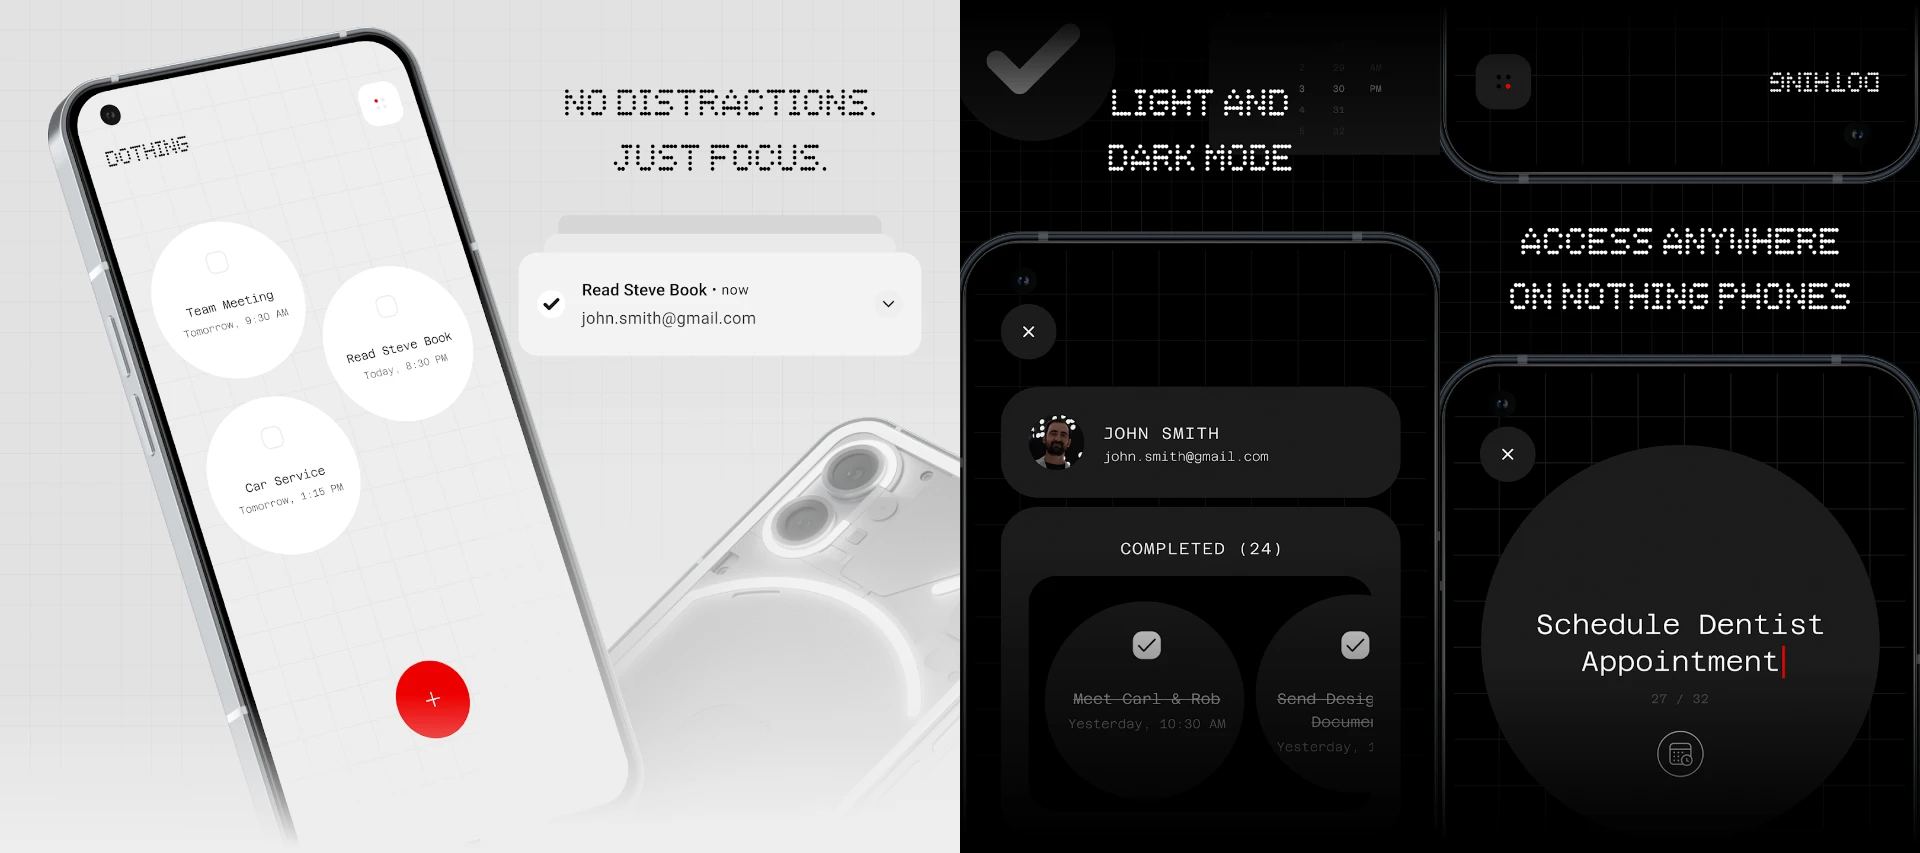 DOTHING
Team Meeting
Tomorrow, 9:30 AM
Read Steve Book
Today, 8:30 PM
Car Service
Tomorrow, 1:15 PM
+
NO DISTRACTIONS.
JUST FOCUS.
Read Steve Book • now
john.smith@gmail.com
2 29 AM
3 30 PM
4 31
5 32
LIGHT AND
DARK MODE
JOHN SMITH
john.smith@gmail.com
COMPLETED (24)
Meet Carl & Rob
Yesterday, 10:30 AM
Send Desig
Documen
Yesterday, 1
DOTHING
ACCESS ANYWHERE
ON NOTHING PHONES
Schedule Dentist
Appointment
27 / 32